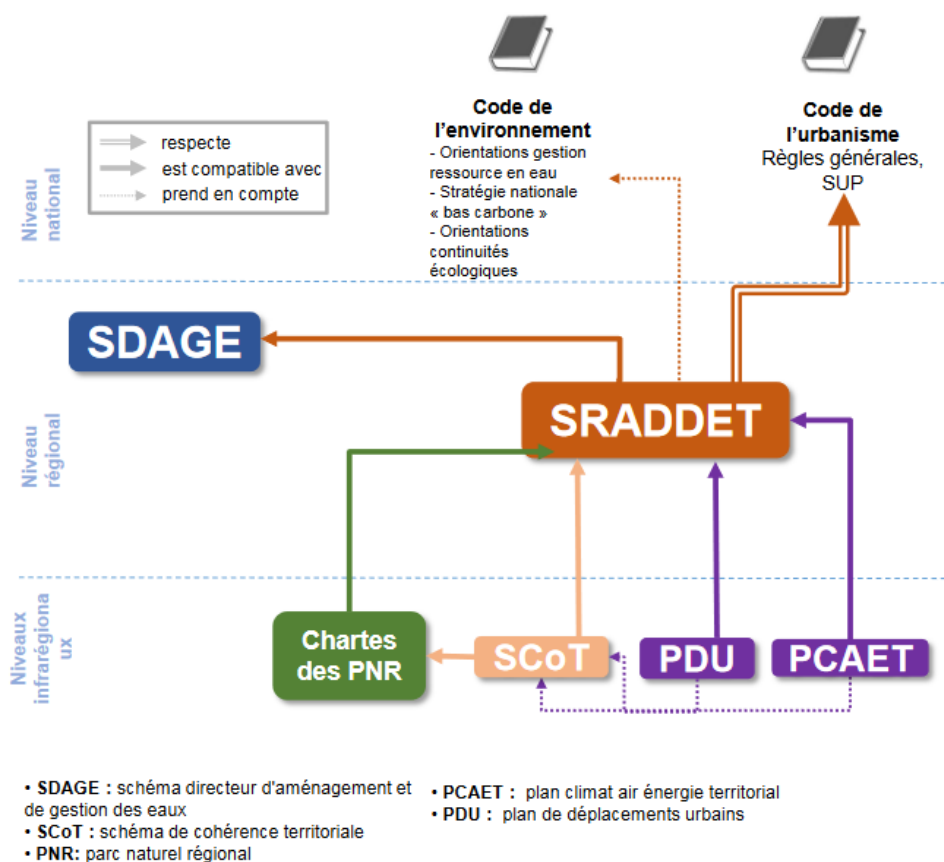 Code de
l'environnement
- Orientations gestion
ressource en eau
- Stratégie nationale
« bas carbone »
- Orientations
continuités
écologiques
Code de
l'urbanisme
Règles générales,
SUP
respecte
est compatible avec
prend en compte
Niveau
national
SDAGE
SRADDET
Niveau
régional
Niveaux
infrarégiona
ux
Chartes
des PNR
SCoT
PDU
PCAET
• SDAGE : schéma directeur d'aménagement et
de gestion des eaux
• SCoT : schéma de cohérence territoriale
• PNR: parc naturel régional
• PCAET : plan climat air énergie territorial
• PDU : plan de déplacements urbains